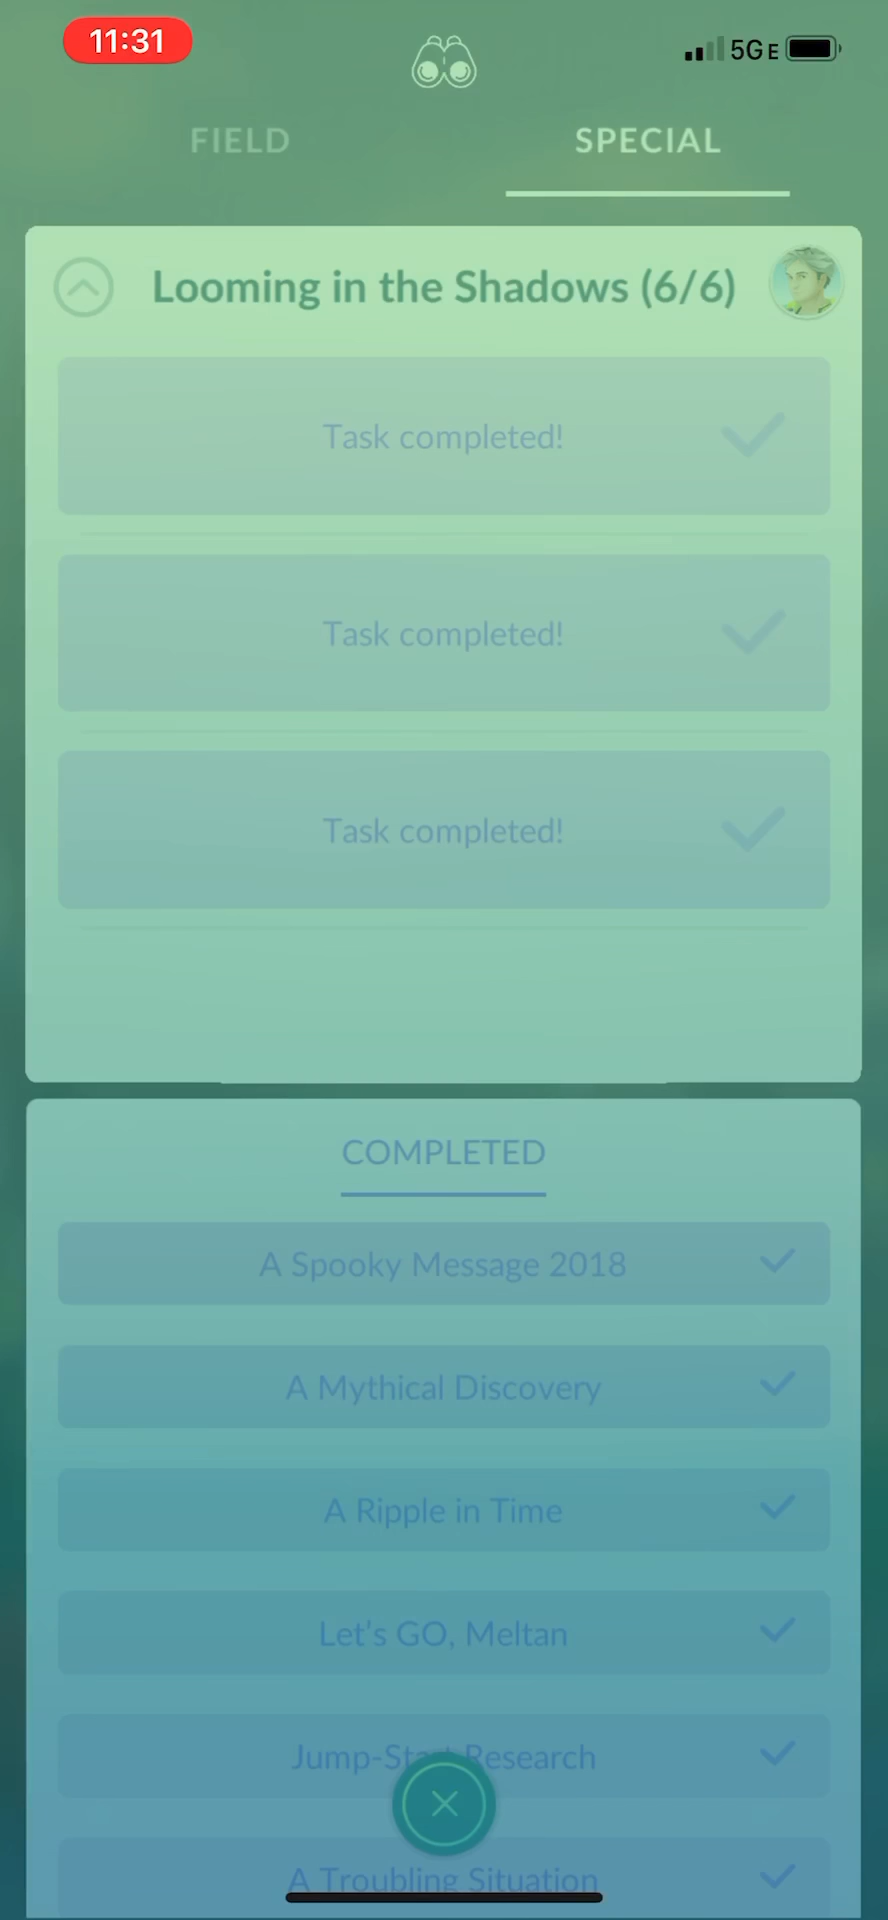 11:31
5G E
FIELD
SPECIAL
Looming in the Shadows (6/6)
Task completed!
Task completed!
Task completed!
COMPLETED
A Spooky Message 2018
A Mythical Discovery
A Ripple in Time
Let's GO, Meltan
Jump-Start Research
A Troubling Situation